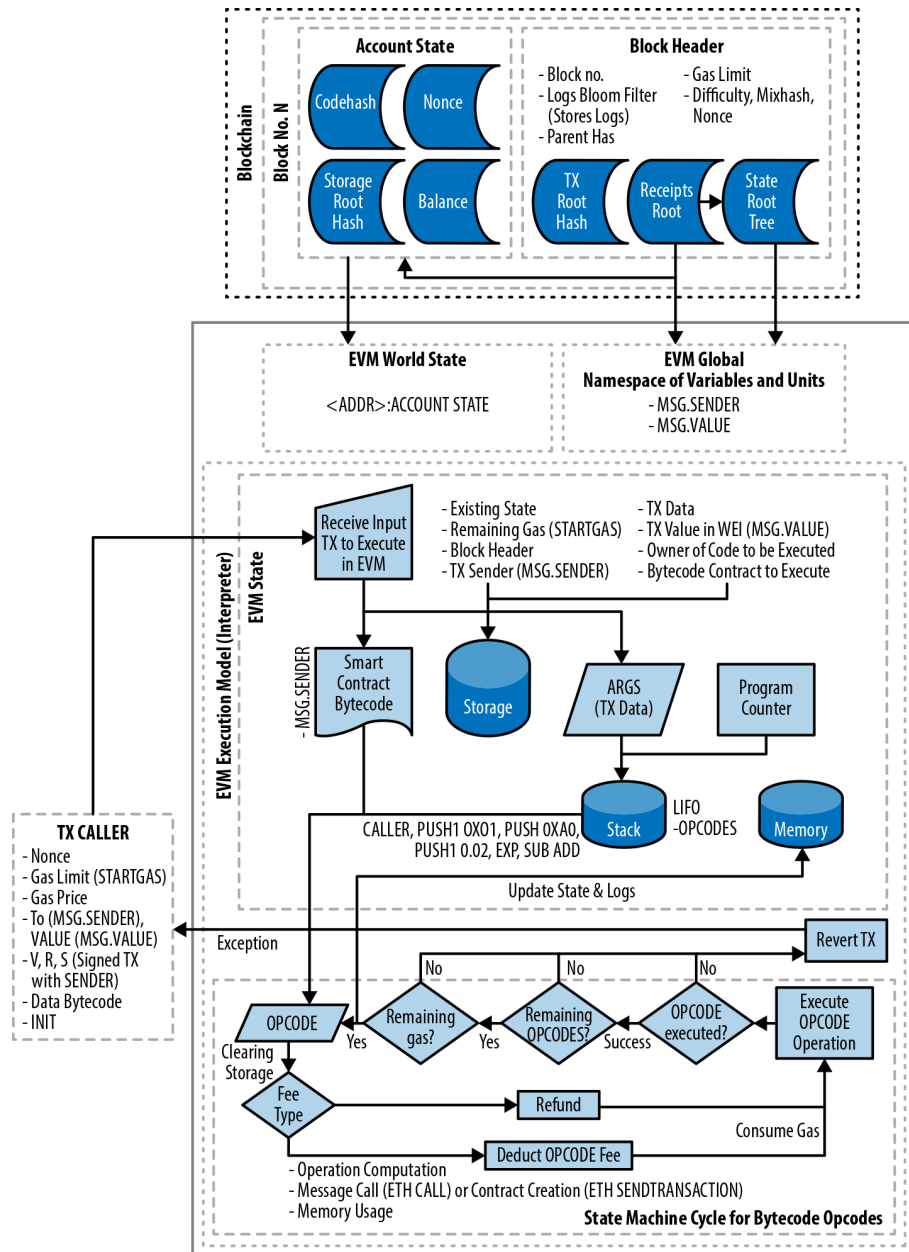 Blockchain
Block No. N
Account State
Codehash
Nonce
Storage
Root
Hash
Balance
Block Header
- Block no.
- Logs Bloom Filter
(Stores Logs)
- Parent Has
- Gas Limit
- Difficulty, Mixhash,
Nonce
TX
Root
Hash
Receipts
Root
State
Root
Tree
EVM World State
<ADDR>:ACCOUNT STATE
EVM Global
Namespace of Variables and Units
- MSG.SENDER
- MSG.VALUE
EVM Execution Model (Interpreter)
EVM State
Receive Input
TX to Execute
in EVM
- Existing State
- Remaining Gas (STARTGAS)
- Block Header
- TX Sender (MSG.SENDER)
- TX Data
- TX Value in WEI (MSG.VALUE)
- Owner of Code to be Executed
- Bytecode Contract to Execute
- MSG.SENDER
Smart
Contract
Bytecode
Storage
ARGS
(TX Data)
Program
Counter
CALLER, PUSH1 0X01, PUSH 0XA0,
PUSH1 0.02, EXP, SUB ADD
Stack
LIFO
-OPCODES
Memory
Update State & Logs
TX CALLER
- Nonce
- Gas Limit (STARTGAS)
- Gas Price
- To (MSG.SENDER),
VALUE (MSG.VALUE)
- V, R, S (Signed TX
with SENDER)
- Data Bytecode
- INIT
Exception
Revert TX
No
No
No
OPCODE
Yes
Remaining
gas?
Yes
Remaining
OPCODES?
Success
OPCODE
executed?
Execute
OPCODE
Operation
Clearing
Storage
Fee
Type
Refund
Consume Gas
Deduct OPCODE Fee
- Operation Computation
- Message Call (ETH CALL) or Contract Creation (ETH SENDTRANSACTION)
- Memory Usage
State Machine Cycle for Bytecode Opcodes